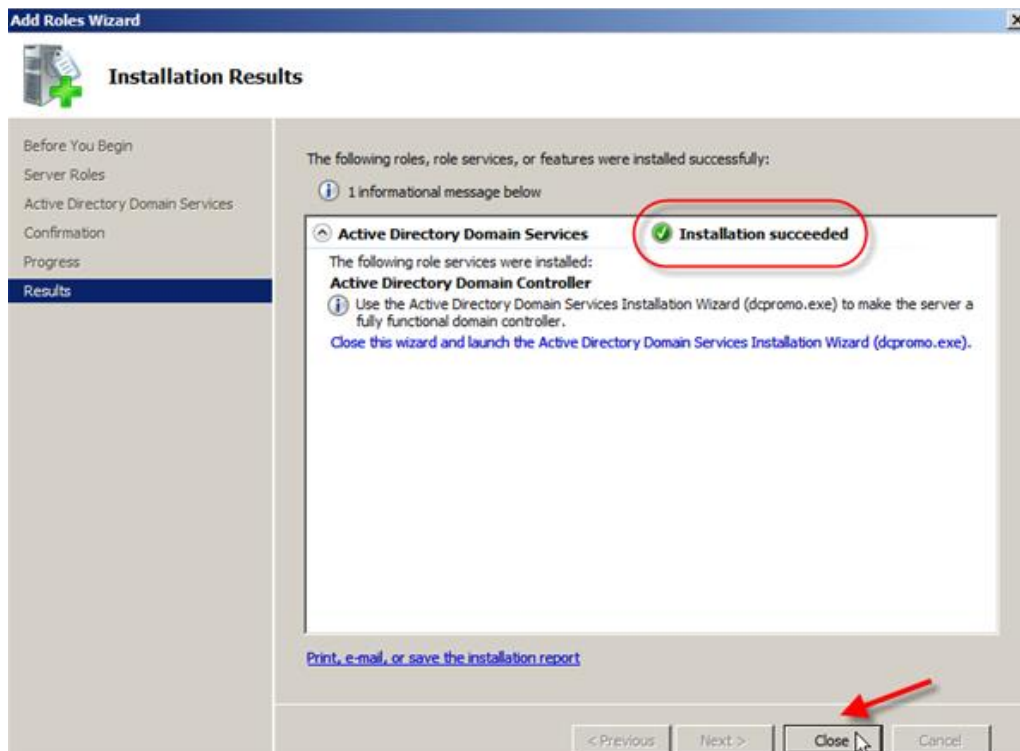 Add Roles Wizard
Installation Results
Before You Begin
Server Roles
Active Directory Domain Services
Confirmation
Progress
Results
The following roles, role services, or features were installed successfully:
1 informational message below
Active Directory Domain Services Installation succeeded
The following role services were installed:
Active Directory Domain Controller
Use the Active Directory Domain Services Installation Wizard (dcpromo.exe) to make the server a
fully functional domain controller.
Close this wizard and launch the Active Directory Domain Services Installation Wizard (dcpromo.exe).
Print, e-mail, or save the installation report
< Previous Next > Close Cancel